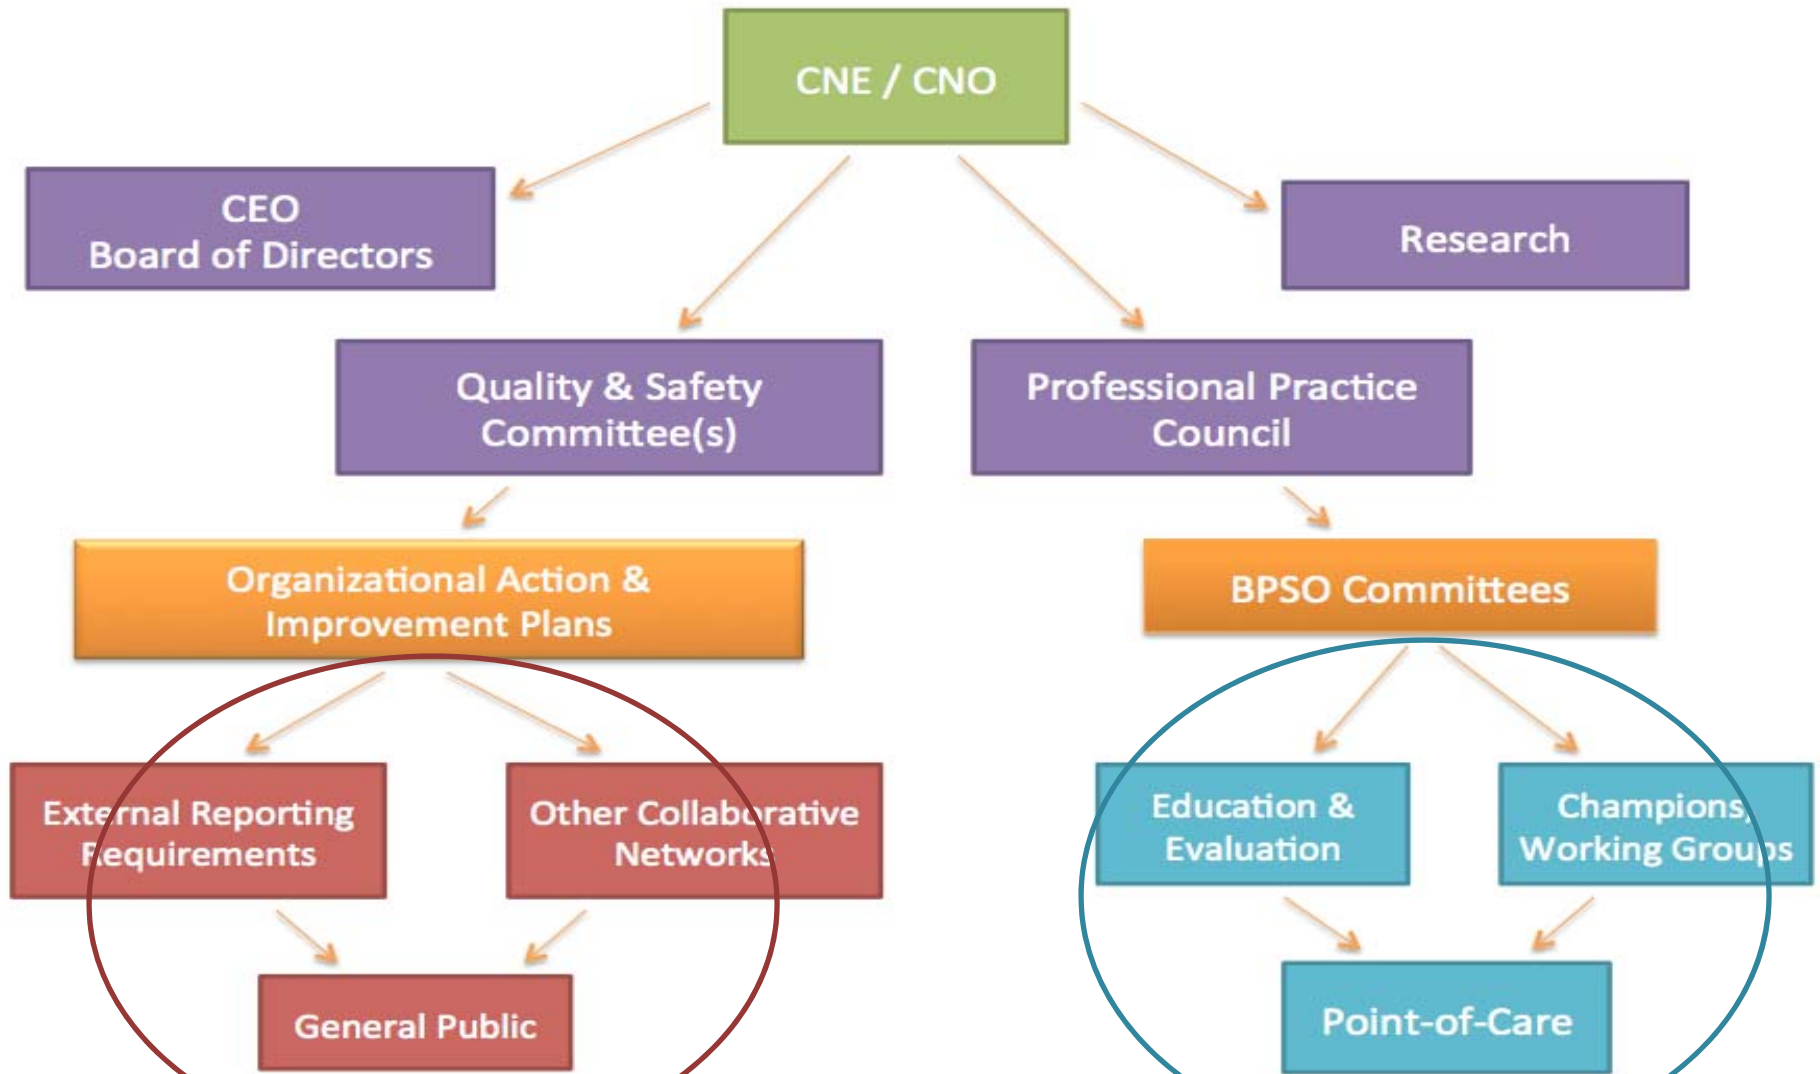 CNE / CNO
CEO
Board of Directors
Research
Quality & Safety
Committee(s)
Professional Practice
Council
Organizational Action &
Improvement Plans
BPSO Committees
External Reporting
Requirements
Other Collaborative
Networks
Education &
Evaluation
Champions,
Working Groups
General Public
Point-of-Care